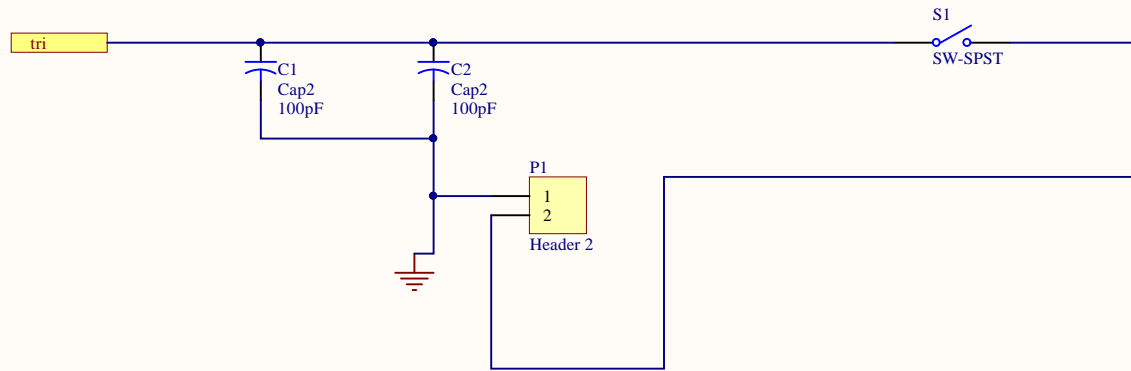 S1
tri
SW-SPST
C1
Cap2
100pF
C2
Cap2
100pF
P1
1
2
Header 2